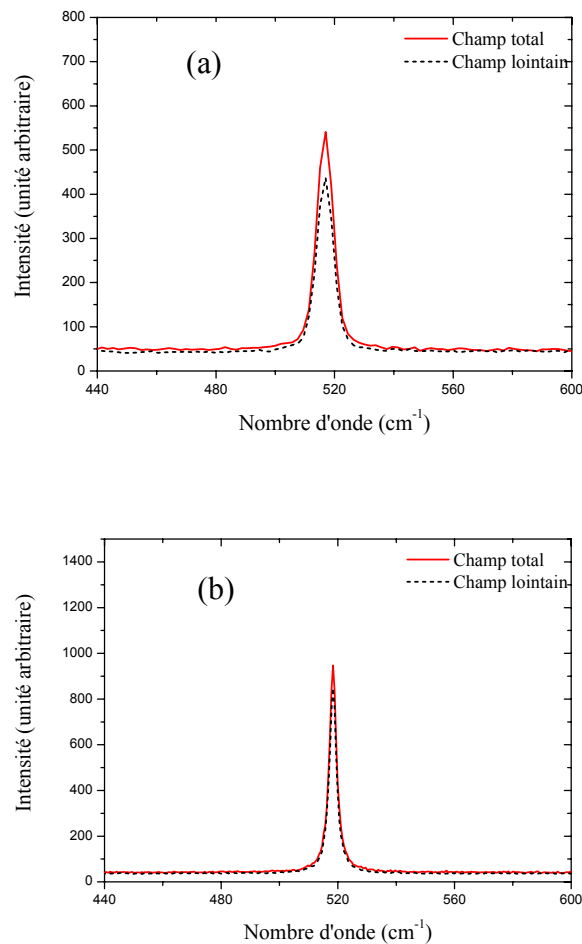 800
700
600
500
400
300
200
100
0
Intensité (unité arbitraire)
(a)
Champ total
Champ lointain
440 480 520 560 600
Nombre d'onde (cm-1)
1400
1200
1000
800
600
400
200
0
Intensité (unité arbitraire)
(b)
Champ total
Champ lointain
440 480 520 560 600
Nombre d'onde (cm-1)